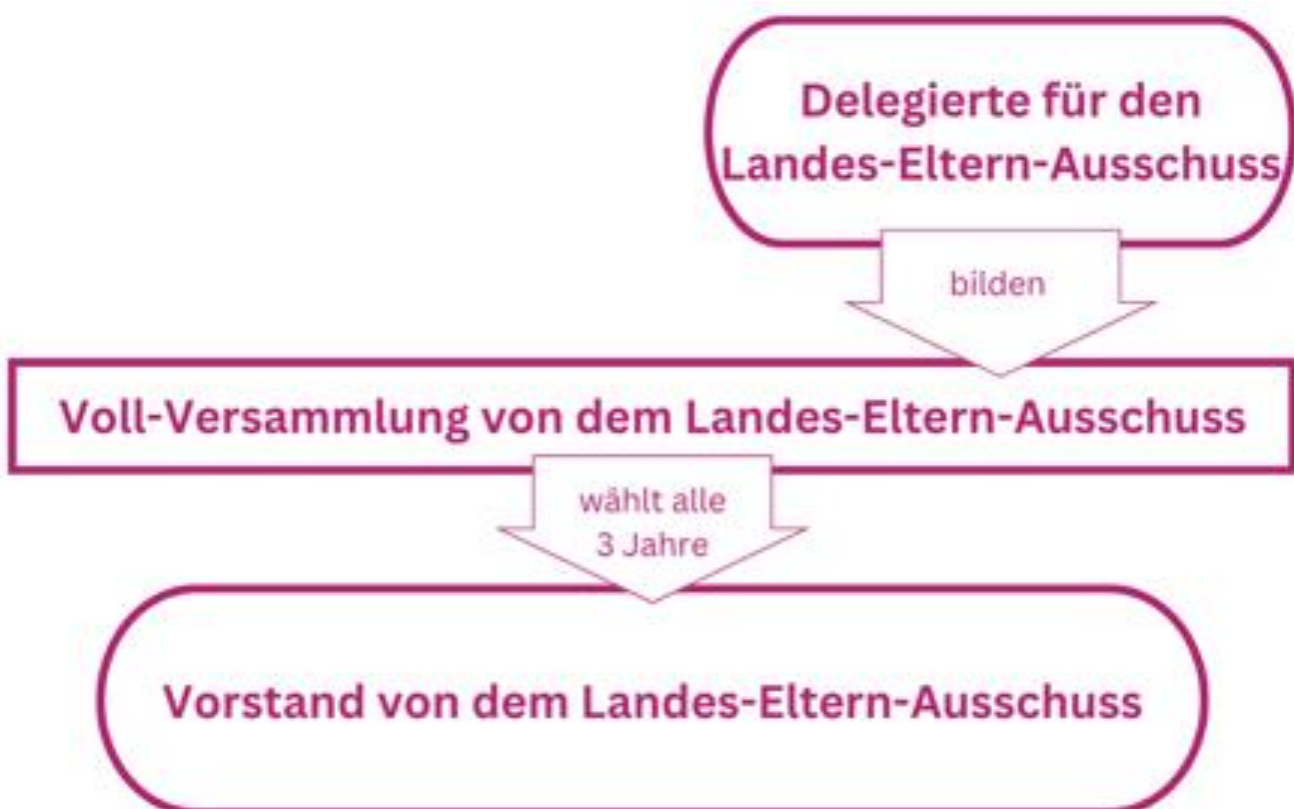 Delegierte für den
Landes-Eltern-Ausschuss
bilden
Voll-Versammlung von dem Landes-Eltern-Ausschuss
wählt alle
3 Jahre
Vorstand von dem Landes-Eltern-Ausschuss